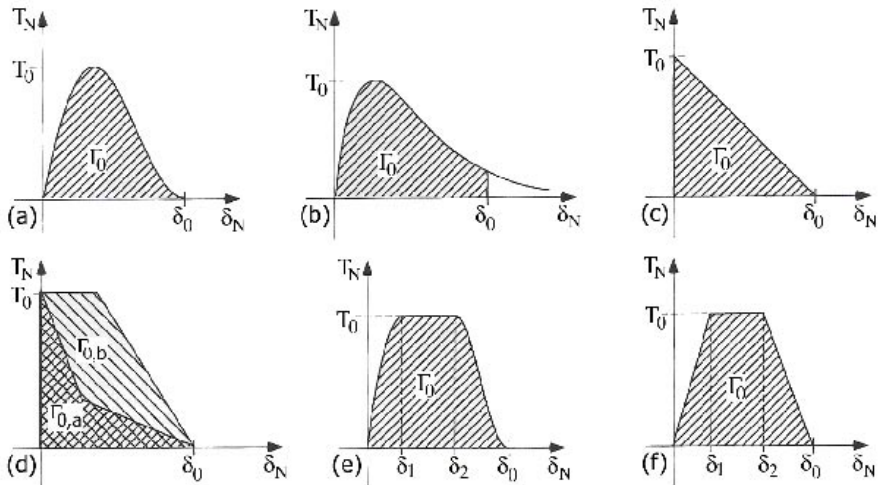 T_N
T_0
Γ_0
δ_0
δ_N
(a)
T_N
T_0
Γ_0
δ_0
δ_N
(b)
T_N
T_0
Γ_0
δ_0
δ_N
(c)
T_N
T_0
Γ_0,b
Γ_0,a
δ_0
δ_N
(d)
T_N
T_0
Γ_0
δ_1
δ_2
δ_0
δ_N
(e)
T_N
T_0
Γ_0
δ_1
δ_2
δ_0
δ_N
(f)